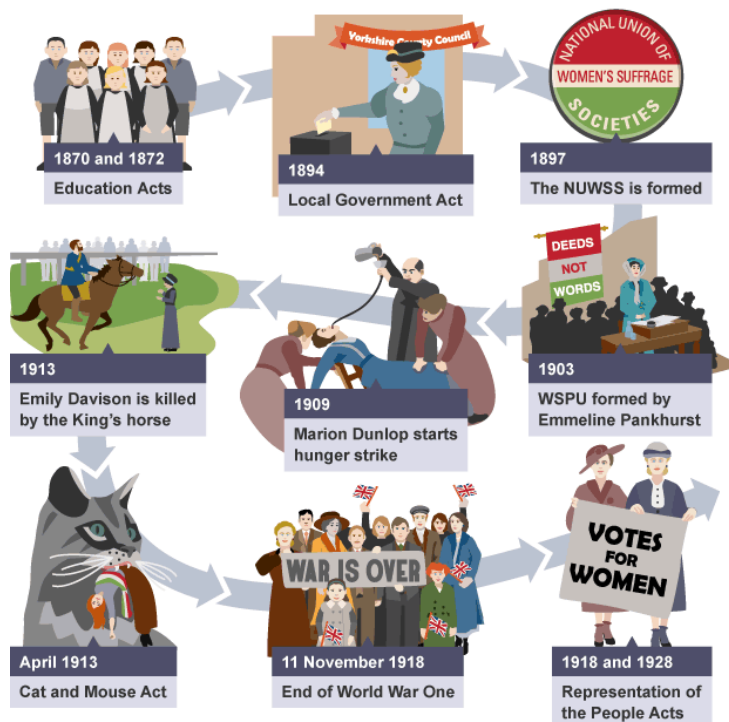 1870 and 1872
Education Acts
Yorkshire County Council
1894
Local Government Act
NATIONAL UNION OF
WOMEN'S SUFFRAGE
SOCIETIES
1897
The NUWSS is formed
DEEDS
NOT
WORDS
1903
WSPU formed by
Emmeline Pankhurst
1909
Marion Dunlop starts
hunger strike
1913
Emily Davison is killed
by the King's horse
April 1913
Cat and Mouse Act
WAR IS OVER
11 November 1918
End of World War One
VOTES
FOR
WOMEN
1918 and 1928
Representation of
the People Acts